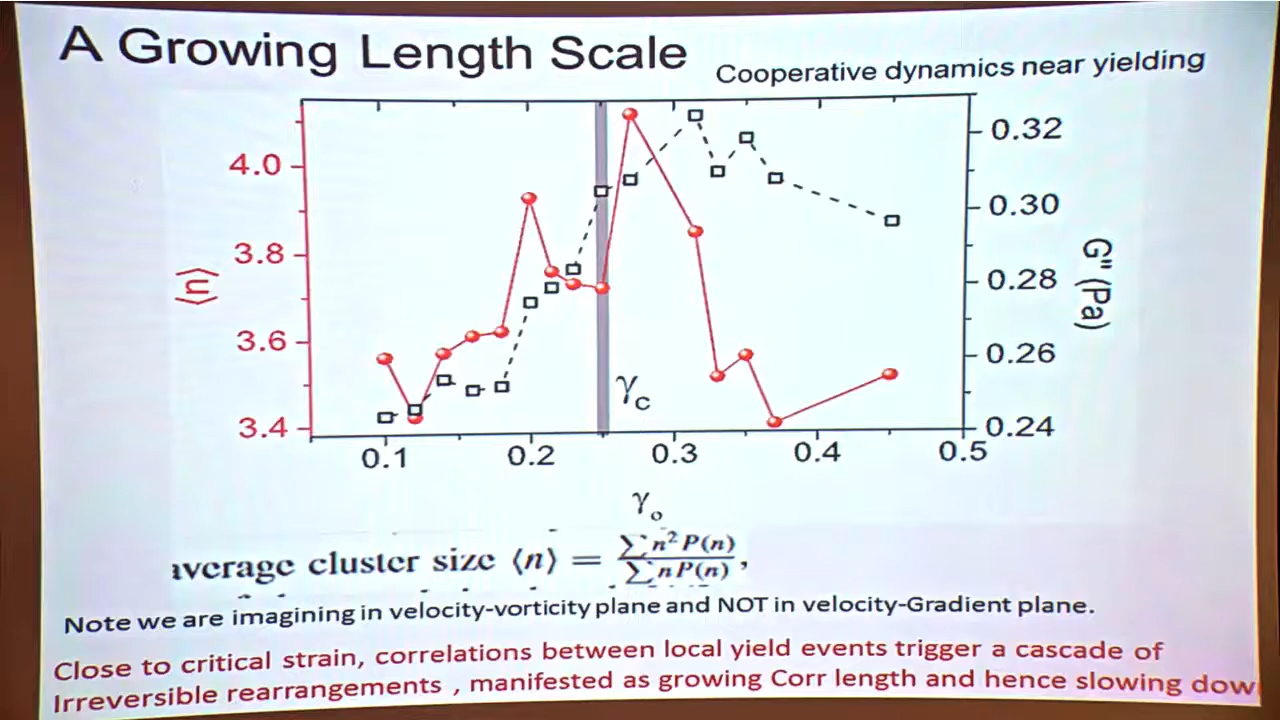 A Growing Length Scale
Cooperative dynamics near yielding
4.0
3.8
3.6
3.4
⟨n⟩
0.32
0.30
0.28
0.26
0.24
G" (Pa)
γc
0.1 0.2 0.3 0.4 0.5
γo
average cluster size ⟨n⟩ = ∑n² P(n) / ∑nP(n) ,
Note we are imagining in velocity-vorticity plane and NOT in velocity-Gradient plane.
Close to critical strain, correlations between local yield events trigger a cascade of
Irreversible rearrangements , manifested as growing Corr length and hence slowing dow